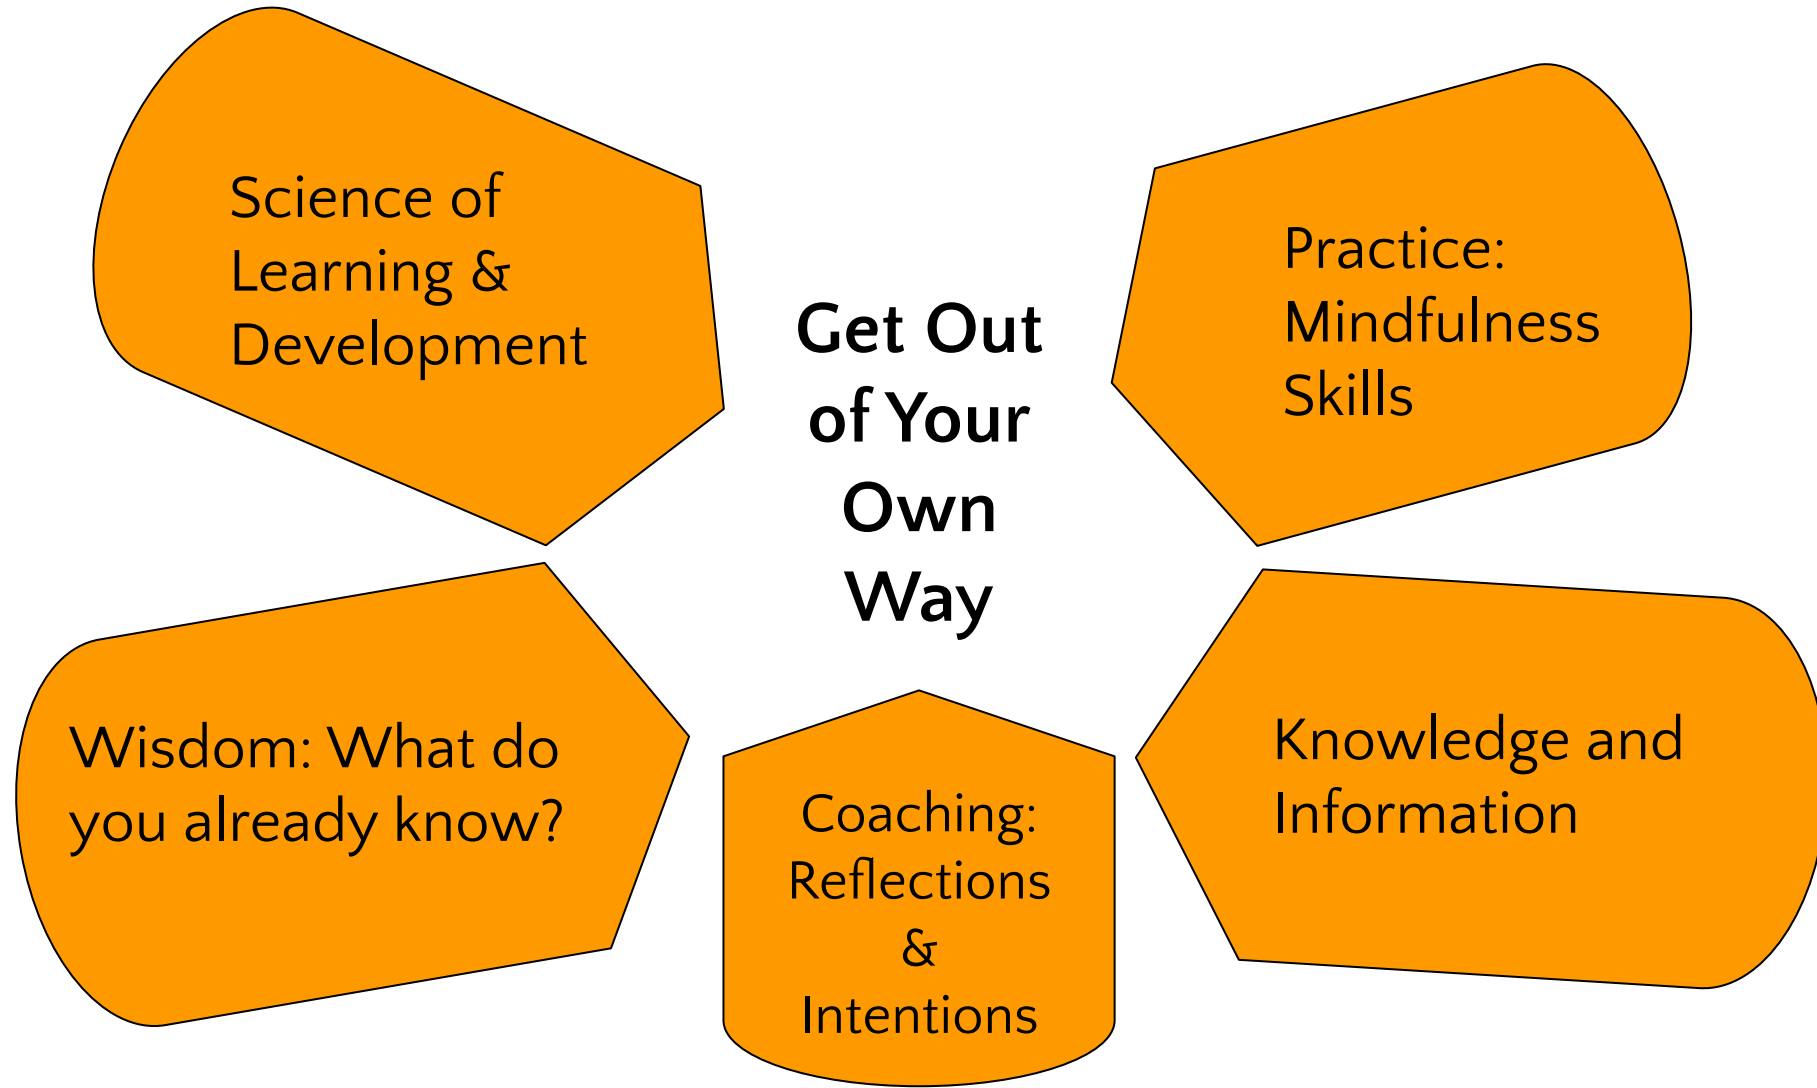 Science of
Learning &
Development
Practice:
Mindfulness
Skills
Get Out
of Your
Own
Way
Wisdom: What do
you already know?
Coaching:
Reflections
&
Intentions
Knowledge and
Information